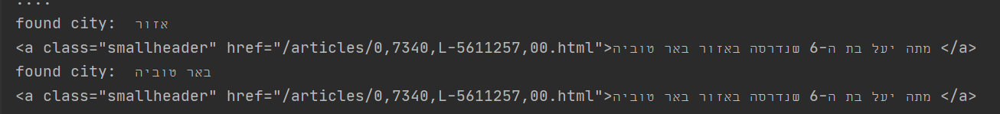 ....
found city:  אזור
<a class="smallheader" href="/articles/0,7340,L-5611257,00.html">מתה יעל בת ה-6 שנדרסה באזור באר טוביה </a>
found city:  באר טוביה
<a class="smallheader" href="/articles/0,7340,L-5611257,00.html">מתה יעל בת ה-6 שנדרסה באזור באר טוביה </a>